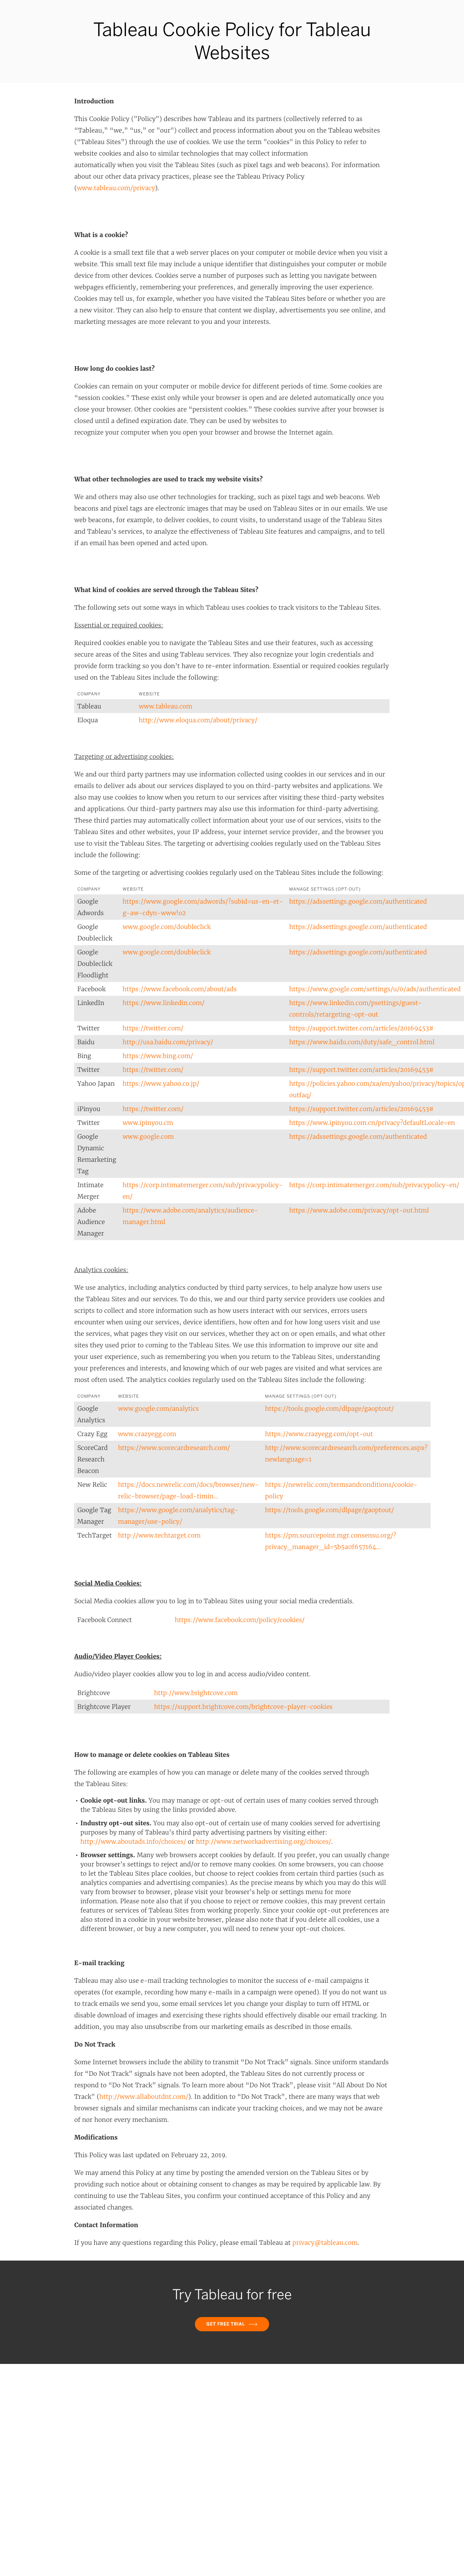 Tableau Cookie Policy for Tableau
Websites
Introduction
This Cookie Policy ("Policy") describes how Tableau and its partners (collectively referred to as
"Tableau," "we," "us," or "our") collect and process information about you on the Tableau websites
("Tableau Sites") through the use of cookies. We use the term "cookies" in this Policy to refer to
website cookies and also to similar technologies that may collect information
automatically when you visit the Tableau Sites (such as pixel tags and web beacons). For information
about our other data privacy practices, please see the Tableau Privacy Policy
(www.tableau.com/privacy).
What is a cookie?
A cookie is a small text file that a web server places on your computer or mobile device when you visit a
website. This small text file may include a unique identifier that distinguishes your computer or mobile
device from other devices. Cookies serve a number of purposes such as letting you navigate between
webpages efficiently, remembering your preferences, and generally improving the user experience.
Cookies may tell us, for example, whether you have visited the Tableau Sites before or whether you are
a new visitor. They can also help to ensure that content we display, advertisements you see online, and
marketing messages are more relevant to you and your interests.
How long do cookies last?
Cookies can remain on your computer or mobile device for different periods of time. Some cookies are
"session cookies." These exist only while your browser is open and are deleted automatically once you
close your browser. Other cookies are "persistent cookies." These cookies survive after your browser is
closed until a defined expiration date. They can be used by websites to
recognize your computer when you open your browser and browse the Internet again.
What other technologies are used to track my website visits?
We and others may also use other technologies for tracking, such as pixel tags and web beacons. Web
beacons and pixel tags are electronic images that may be used on Tableau Sites or in our emails. We use
web beacons, for example, to deliver cookies, to count visits, to understand usage of the Tableau Sites
and Tableau's services, to analyze the effectiveness of Tableau Site features and campaigns, and to tell
if an email has been opened and acted upon.
What kind of cookies are served through the Tableau Sites?
The following sets out some ways in which Tableau uses cookies to track visitors to the Tableau Sites.
Essential or required cookies:
Required cookies enable you to navigate the Tableau Sites and use their features, such as accessing
secure areas of the Sites and using Tableau services. They also recognize your login credentials and
provide form tracking so you don't have to re-enter information. Essential or required cookies regularly
used on the Tableau Sites include the following:
COMPANY WEBSITE
Tableau www.tableau.com
Eloqua http://www.eloqua.com/about/privacy/
Targeting or advertising cookies:
We and our third party partners may use information collected using cookies in our services and in our
emails to deliver ads about our services displayed to you on third-party websites and applications. We
also may use cookies to know when you return to our services after visiting these third-party websites
and applications. Our third-party partners may also use this information for third-party advertising.
These third parties may automatically collect information about your use of our services, visits to the
Tableau Sites and other websites, your IP address, your internet service provider, and the browser you
use to visit the Tableau Sites. The targeting or advertising cookies regularly used on the Tableau Sites
include the following:
Some of the targeting or advertising cookies regularly used on the Tableau Sites include the following:
COMPANY WEBSITE MANAGE SETTINGS (OPT-OUT)
Google https://www.google.com/adwords/?subid=us-en-et- https://adssettings.google.com/authenticated
Adwords g-aw-cdyn-www!o2
Google www.google.com/doubleclick https://adssettings.google.com/authenticated
Doubleclick
Google www.google.com/doubleclick https://adssettings.google.com/authenticated
Doubleclick
Floodlight
Facebook https://www.facebook.com/about/ads https://www.google.com/settings/u/0/ads/authenticated
LinkedIn https://www.linkedin.com/ https://www.linkedin.com/psettings/guest-
controls/retargeting-opt-out
Twitter https://twitter.com/ https://support.twitter.com/articles/20169453#
Baidu http://usa.baidu.com/privacy/ https://www.baidu.com/duty/safe_control.html
Bing https://www.bing.com/
Twitter https://twitter.com/ https://support.twitter.com/articles/20169453#
Yahoo Japan https://www.yahoo.co.jp/ https://policies.yahoo.com/xa/en/yahoo/privacy/topics/op
outfaq/
iPinyou https://twitter.com/ https://support.twitter.com/articles/20169453#
Twitter www.ipinyou.cm https://www.ipinyou.com.cn/privacy?defaultLocale=en
Google www.google.com https://adssettings.google.com/authenticated
Dynamic
Remarketing
Tag
Intimate https://corp.intimatemerger.com/sub/privacypolicy- https://corp.intimatemerger.com/sub/privacypolicy-en/
Merger en/
Adobe https://www.adobe.com/analytics/audience- https://www.adobe.com/privacy/opt-out.html
Audience manager.html
Manager
Analytics cookies:
We use analytics, including analytics conducted by third party services, to help analyze how users use
the Tableau Sites and our services. To do this, we and our third party service providers use cookies and
scripts to collect and store information such as how users interact with our services, errors users
encounter when using our services, device identifiers, how often and for how long users visit and use
the services, what pages they visit on our services, whether they act on or open emails, and what other
sites they used prior to coming to the Tableau Sites. We use this information to improve our site and
your user experience, such as remembering you when you return to the Tableau Sites, understanding
your preferences and interests, and knowing which of our web pages are visited and what services are
most often used. The analytics cookies regularly used on the Tableau Sites include the following:
COMPANY WEBSITE MANAGE SETTINGS (OPT-OUT)
Google www.google.com/analytics https://tools.google.com/dlpage/gaoptout/
Analytics
Crazy Egg www.crazyegg.com https://www.crazyegg.com/opt-out
ScoreCard https://www.scorecardresearch.com/ http://www.scorecardresearch.com/preferences.aspx?
Research newlanguage=1
Beacon
New Relic https://docs.newrelic.com/docs/browser/new- https://newrelic.com/termsandconditions/cookie-
relic-browser/page-load-timin... policy
Google Tag https://www.google.com/analytics/tag- https://tools.google.com/dlpage/gaoptout/
Manager manager/use-policy/
TechTarget http://www.techtarget.com https://pm.sourcepoint.mgr.consensu.org/?
privacy_manager_id=5b5a0f657164...
Social Media Cookies:
Social Media cookies allow you to log in to Tableau Sites using your social media credentials.
Facebook Connect https://www.facebook.com/policy/cookies/
Audio/Video Player Cookies:
Audio/video player cookies allow you to log in and access audio/video content.
Brightcove http://www.brightcove.com
Brightcove Player https://support.brightcove.com/brightcove-player-cookies
How to manage or delete cookies on Tableau Sites
The following are examples of how you can manage or delete many of the cookies served through
the Tableau Sites:
• Cookie opt-out links. You may manage or opt-out of certain uses of many cookies served through
the Tableau Sites by using the links provided above.
• Industry opt-out sites. You may also opt-out of certain use of many cookies served for advertising
purposes by many of Tableau's third party advertising partners by visiting either:
http://www.aboutads.info/choices/ or http://www.networkadvertising.org/choices/.
• Browser settings. Many web browsers accept cookies by default. If you prefer, you can usually change
your browser's settings to reject and/or to remove many cookies. On some browsers, you can choose
to let the Tableau Sites place cookies, but choose to reject cookies from certain third parties (such as
analytics companies and advertising companies). As the precise means by which you may do this will
vary from browser to browser, please visit your browser's help or settings menu for more
information. Please note also that if you choose to reject or remove cookies, this may prevent certain
features or services of Tableau Sites from working properly. Since your cookie opt-out preferences are
also stored in a cookie in your website browser, please also note that if you delete all cookies, use a
different browser, or buy a new computer, you will need to renew your opt-out choices.
E-mail tracking
Tableau may also use e-mail tracking technologies to monitor the success of e-mail campaigns it
operates (for example, recording how many e-mails in a campaign were opened). If you do not want us
to track emails we send you, some email services let you change your display to turn off HTML or
disable download of images and exercising these rights should effectively disable our email tracking. In
addition, you may also unsubscribe from our marketing emails as described in those emails.
Do Not Track
Some Internet browsers include the ability to transmit "Do Not Track" signals. Since uniform standards
for "Do Not Track" signals have not been adopted, the Tableau Sites do not currently process or
respond to "Do Not Track" signals. To learn more about "Do Not Track", please visit "All About Do Not
Track" (http://www.allaboutdnt.com/). In addition to "Do Not Track", there are many ways that web
browser signals and similar mechanisms can indicate your tracking choices, and we may not be aware
of nor honor every mechanism.
Modifications
This Policy was last updated on February 22, 2019.
We may amend this Policy at any time by posting the amended version on the Tableau Sites or by
providing such notice about or obtaining consent to changes as may be required by applicable law. By
continuing to use the Tableau Sites, you confirm your continued acceptance of this Policy and any
associated changes.
Contact Information
If you have any questions regarding this Policy, please email Tableau at privacy@tableau.com.
Try Tableau for free
GET FREE TRIAL